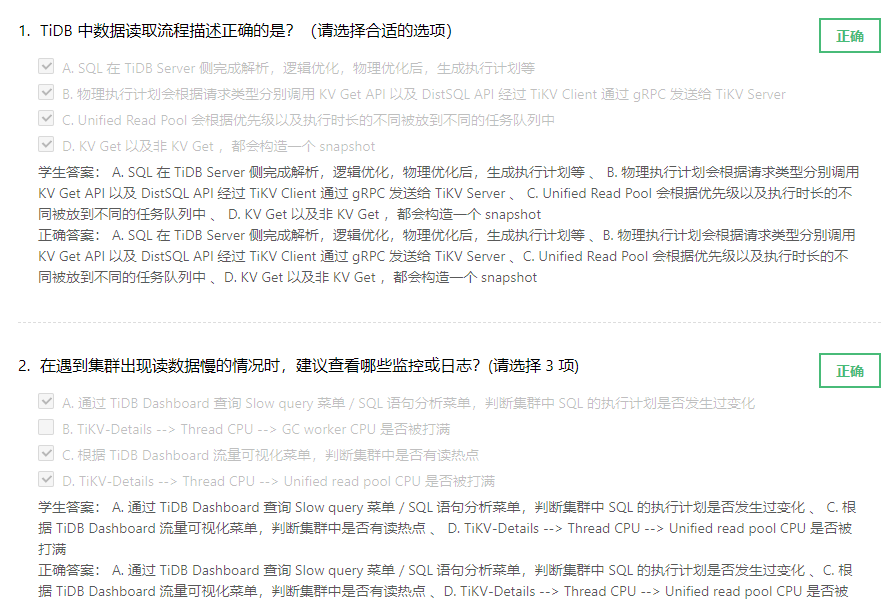 1. TiDB 中数据读取流程描述正确的是？（请选择合适的选项）
正确
A. SQL 在 TiDB Server 侧完成解析，逻辑优化，物理优化后，生成执行计划等
B. 物理执行计划会根据请求类型分别调用 KV Get API 以及 DistSQL API 经过 TiKV Client 通过 gRPC 发送给 TiKV Server
C. Unified Read Pool 会根据优先级以及执行时长的不同被放到不同的任务队列中
D. KV Get 以及非 KV Get ，都会构造一个 snapshot
学生答案： A. SQL 在 TiDB Server 侧完成解析，逻辑优化，物理优化后，生成执行计划等 、 B. 物理执行计划会根据请求类型分别调用
KV Get API 以及 DistSQL API 经过 TiKV Client 通过 gRPC 发送给 TiKV Server 、 C. Unified Read Pool 会根据优先级以及执行时长的不
同被放到不同的任务队列中 、 D. KV Get 以及非 KV Get ，都会构造一个 snapshot
正确答案： A. SQL 在 TiDB Server 侧完成解析，逻辑优化，物理优化后，生成执行计划等 、B. 物理执行计划会根据请求类型分别调用
KV Get API 以及 DistSQL API 经过 TiKV Client 通过 gRPC 发送给 TiKV Server 、C. Unified Read Pool 会根据优先级以及执行时长的不
同被放到不同的任务队列中 、D. KV Get 以及非 KV Get ，都会构造一个 snapshot
2. 在遇到集群出现读数据慢的情况时，建议查看哪些监控或日志？(请选择 3 项)
正确
A. 通过 TiDB Dashboard 查询 Slow query 菜单 / SQL 语句分析菜单，判断集群中 SQL 的执行计划是否发生过变化
B. TiKV-Details --> Thread CPU --> GC worker CPU 是否被打满
C. 根据 TiDB Dashboard 流量可视化菜单，判断集群中是否有读热点
D. TiKV-Details --> Thread CPU --> Unified read pool CPU 是否被打满
学生答案： A. 通过 TiDB Dashboard 查询 Slow query 菜单 / SQL 语句分析菜单，判断集群中 SQL 的执行计划是否发生过变化 、 C. 根
据 TiDB Dashboard 流量可视化菜单，判断集群中是否有读热点 、 D. TiKV-Details --> Thread CPU --> Unified read pool CPU 是否被
打满
正确答案： A. 通过 TiDB Dashboard 查询 Slow query 菜单 / SQL 语句分析菜单，判断集群中 SQL 的执行计划是否发生过变化 、C. 根
据 TiDB Dashboard 流量可视化菜单，判断集群中是否有读热点 、D. TiKV-Details --> Thread CPU --> Unified read pool CPU 是否被